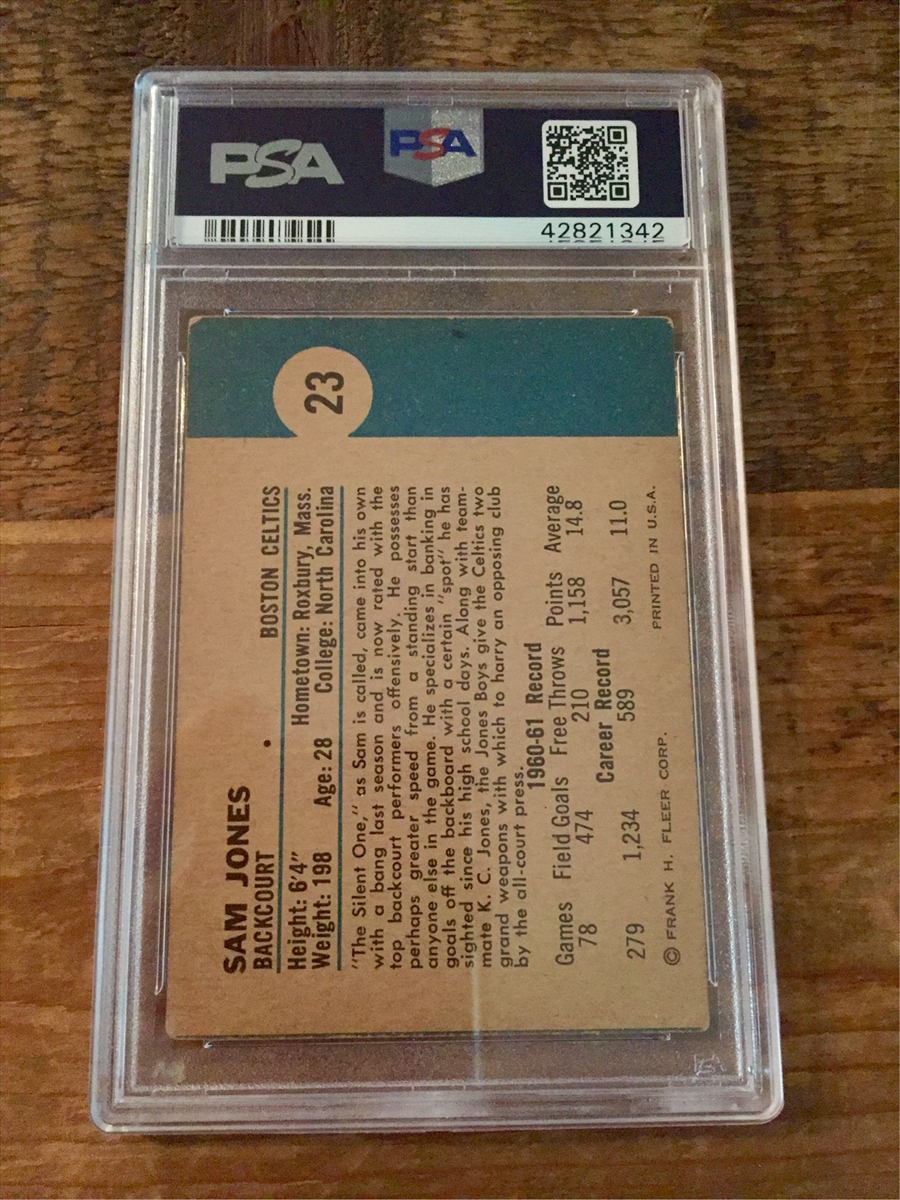 PSA
PSA
42821342
23
SAM JONES
BACKCOURT
BOSTON CELTICS
Height: 6'4"
Hometown: Roxbury, Mass.
Weight: 198 Age: 28 College: North Carolina
"The Silent One," as Sam is called, came into his own
with a bang last season and is now rated with the
top backcourt performers offensively. He possesses
perhaps greater speed from a standing start than
anyone else in the game. He specializes in banking in
goals off the backboard with a certain "spot" he has
sighted since his high school days. Along with team-
mate K. C. Jones, the Jones Boys give the Celtics two
grand weapons with which to harry an opposing club
by the all-court press.
1960-61 Record
Games Field Goals Free Throws Points Average
78 474 210 1,158 14.8
Career Record
279 1,234 589 3,057 11.0
© FRANK H. FLEER CORP. PRINTED IN U.S.A.